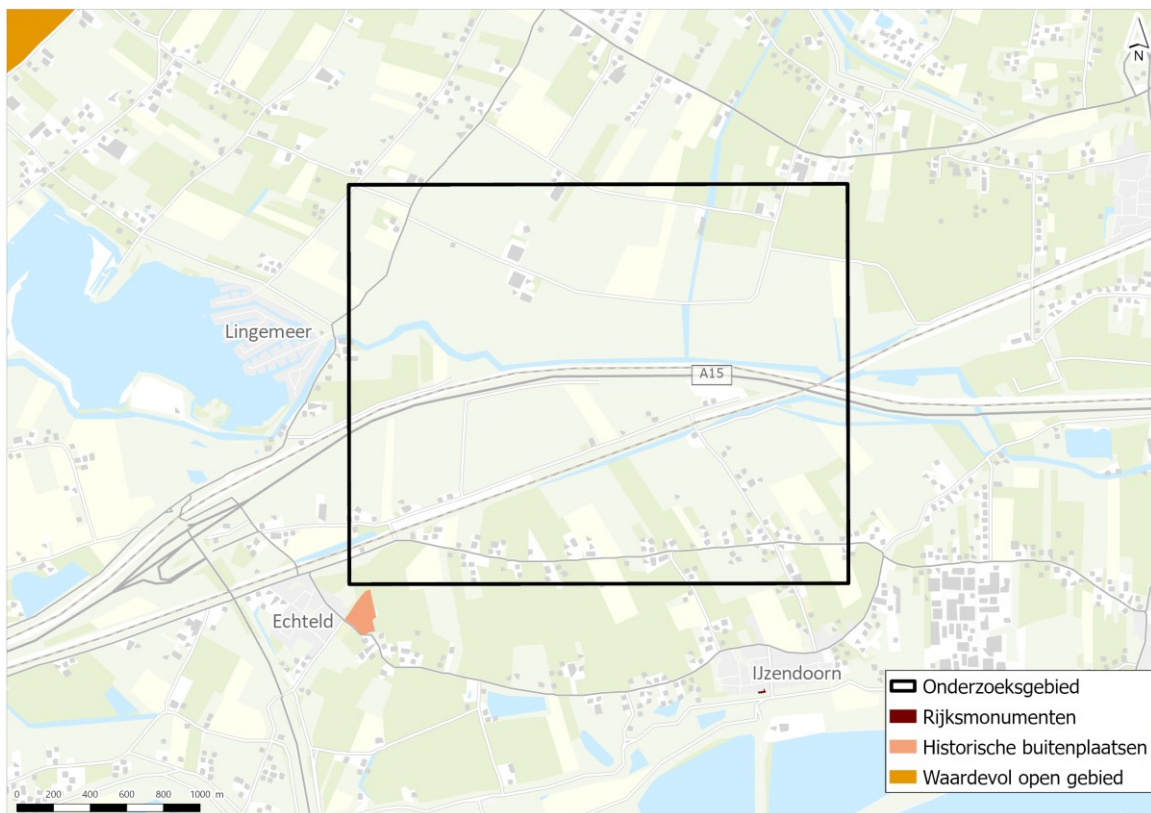 N
Lingemeer
A15
Echteld
IJzendoorn
Onderzoeksgebied
Rijksmonumenten
Historische buitenplaatsen
Waardevol open gebied
0 200 400 600 800 1000 m